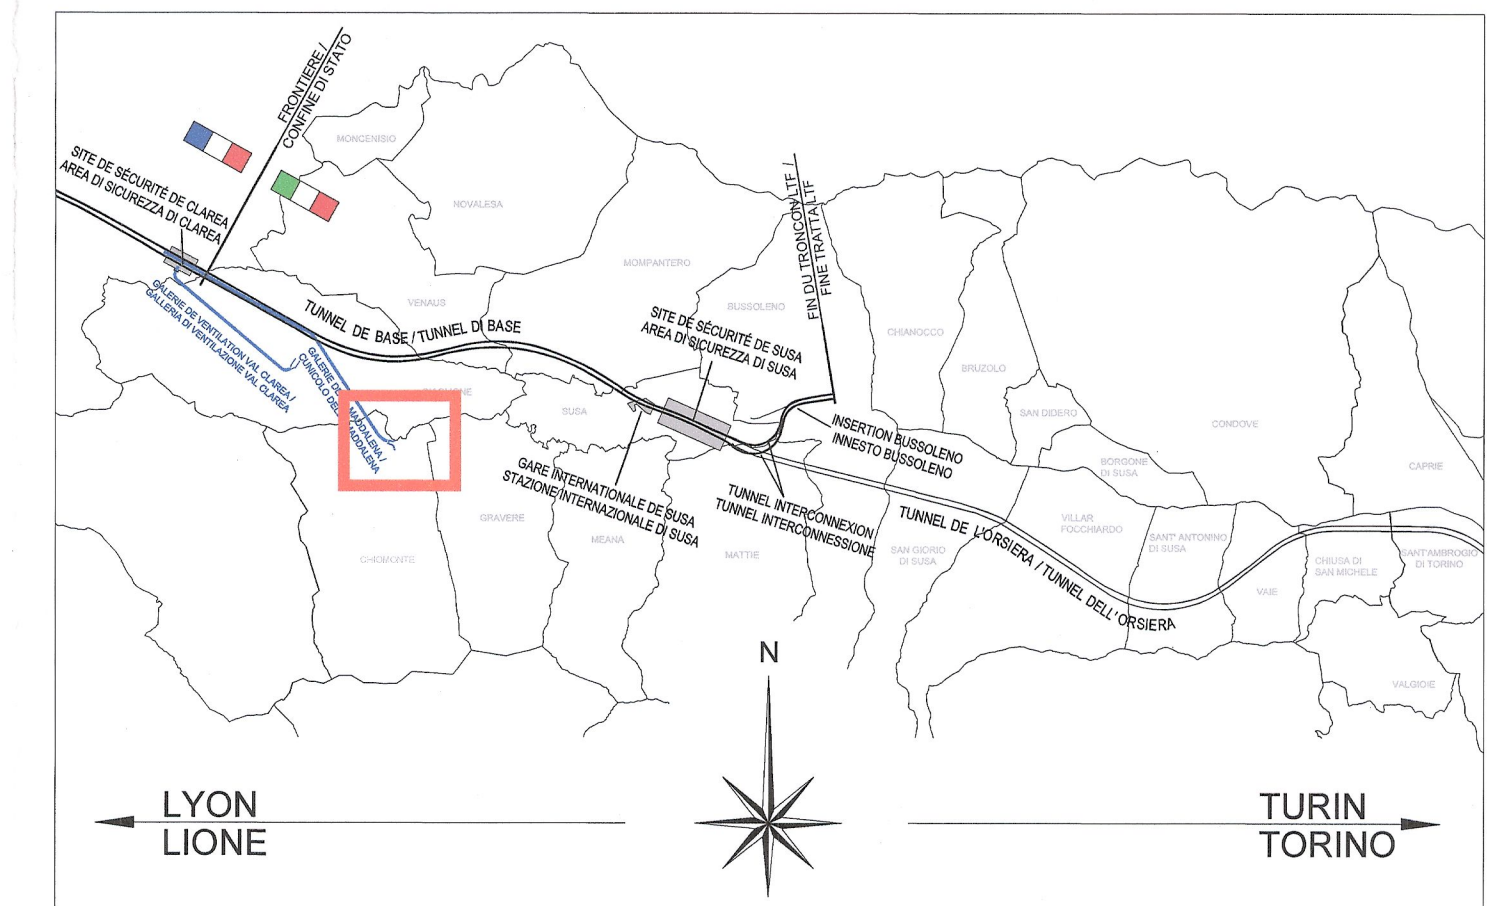 FRONTIERE /
CONFINE DI STATO
MONCENISIO
SITE DE SÉCURITÉ DE CLAREA
AREA DI SICURITÉ DI CLAREA
NOVALESA
FIN DU TRONCON LTF /
FINE TRATTA LTF
MOMPANTERO
GALERIE DE VENTILATION VAL CLAREA /
GALLERIA DI VENTILAZIONE VAL CLAREA
VENAUS
TUNNEL DE BASE / TUNNEL DI BASE
BUSSOLENO
SITE DE SÉCURITÉ DE SUSA
AREA DI SICUREZZA DI SUSA
CHIANOCCO
BRUZOLO
GALERIE DE MADDALENA /
CUNICOLO DELLA MADDALENA
SUSA
SAN DIDERO
CONDOVE
INSERTION BUSSOLENO
INNESTO BUSSOLENO
BORGONE
DI SUSA
CAPRIE
GARE INTERNATIONALE DE SUSA
STAZIONE INTERNAZIONALE DI SUSA
TUNNEL INTERCONNEXION
TUNNEL INTERCONNESSIONE
GRAVERE
MEANA
MATTIE
CHIOMONTE
SAN GIORIO
DI SUSA
TUNNEL DE L'ORSIERA / TUNNEL DELL'ORSIERA
VILLAR
FOCCHIARDO
SANT' ANTONINO
DI SUSA
VAIE
CHIUSA DI
SAN MICHELE
SANT'AMBROGIO
DI TORINO
VALGIOIE
N
LYON
LIONE
TURIN
TORINO